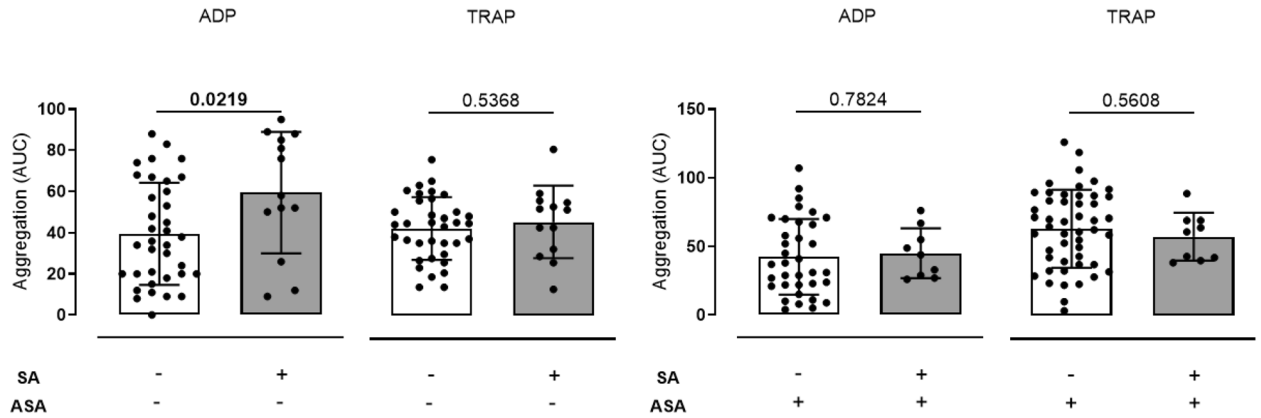 ADP TRAP ADP TRAP
0.0219 0.5368 0.7824 0.5608
Aggregation (AUC)
100
80
60
40
20
0
Aggregation (AUC)
150
100
50
0
SA - + - + SA - + - +
ASA - - - - ASA + + + +